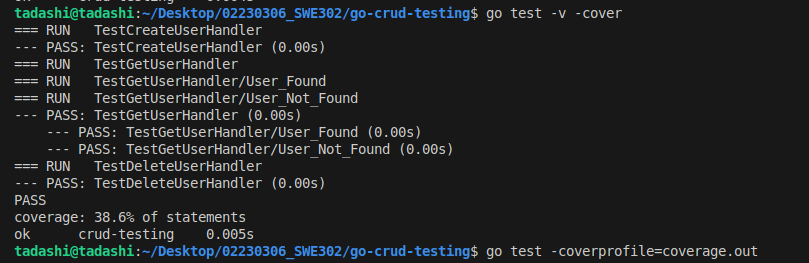 tadashi@tadashi:~/Desktop/02230306_SWE302/go-crud-testing$ go test -v -cover
=== RUN   TestCreateUserHandler
--- PASS: TestCreateUserHandler (0.00s)
=== RUN   TestGetUserHandler
=== RUN   TestGetUserHandler/User_Found
=== RUN   TestGetUserHandler/User_Not_Found
--- PASS: TestGetUserHandler (0.00s)
    --- PASS: TestGetUserHandler/User_Found (0.00s)
    --- PASS: TestGetUserHandler/User_Not_Found (0.00s)
=== RUN   TestDeleteUserHandler
--- PASS: TestDeleteUserHandler (0.00s)
PASS
coverage: 38.6% of statements
ok      crud-testing    0.005s
tadashi@tadashi:~/Desktop/02230306_SWE302/go-crud-testing$ go test -coverprofile=coverage.out